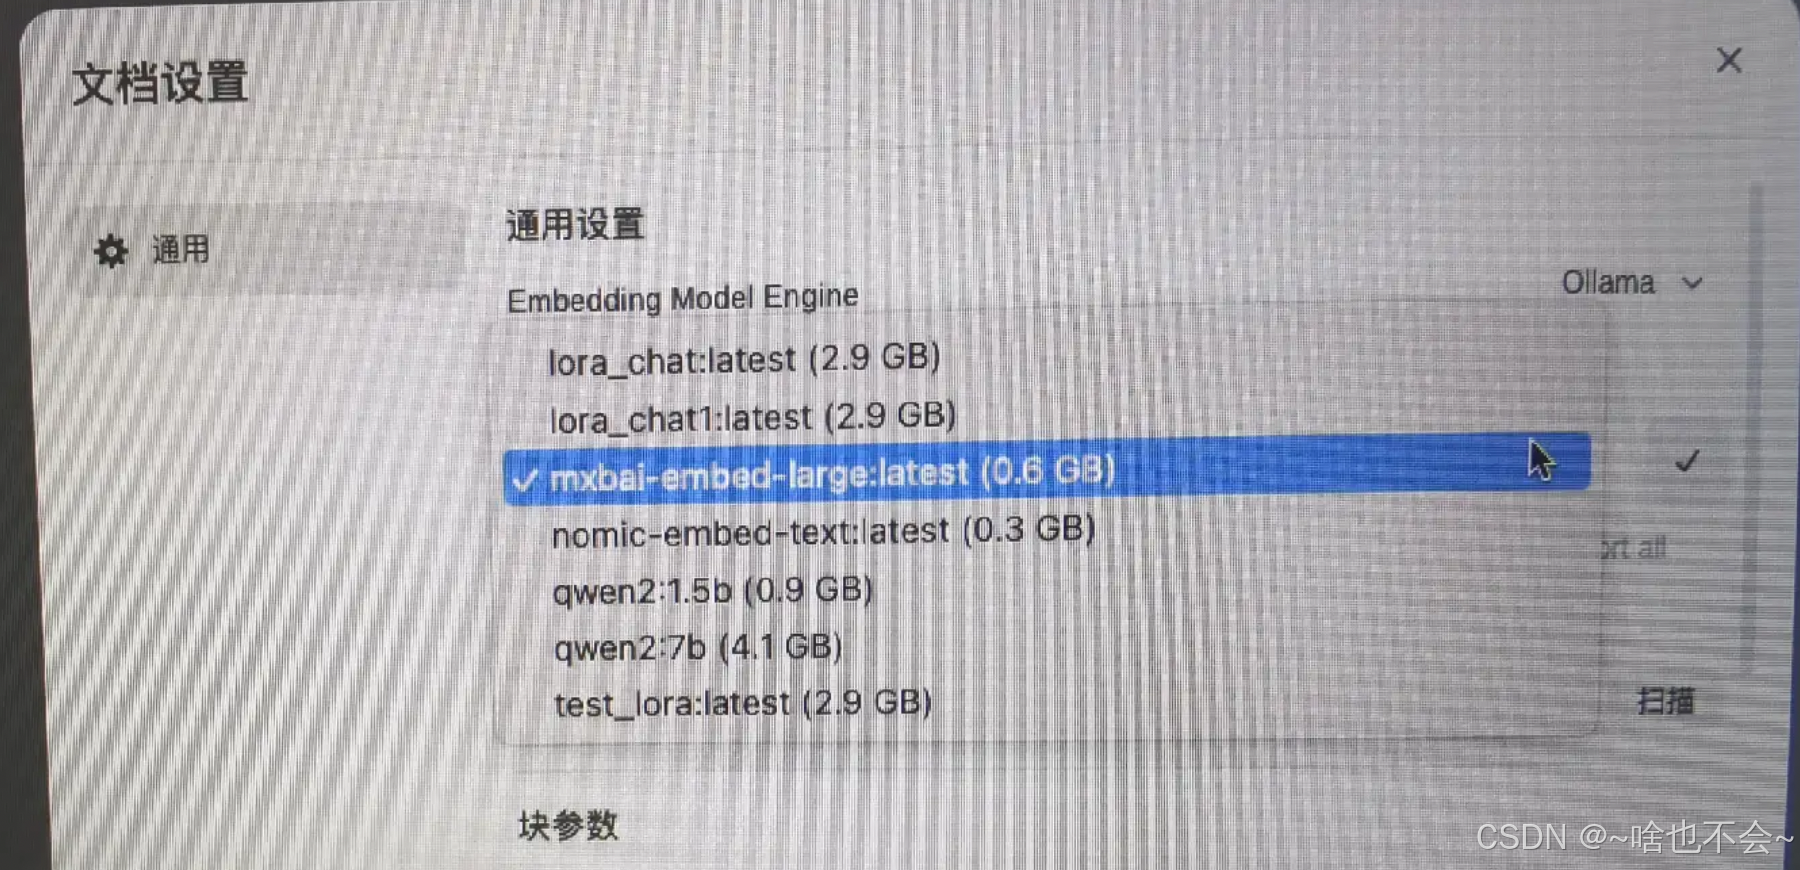 文档设置
通用
通用设置
Embedding Model Engine
Ollama
lora_chat:latest (2.9 GB)
lora_chat1:latest (2.9 GB)
mxbai-embed-large:latest (0.6 GB)
nomic-embed-text:latest (0.3 GB)
ort all
qwen2:1.5b (0.9 GB)
qwen2:7b (4.1 GB)
test_lora:latest (2.9 GB)
扫描
块参数
CSDN @~啥也不会~